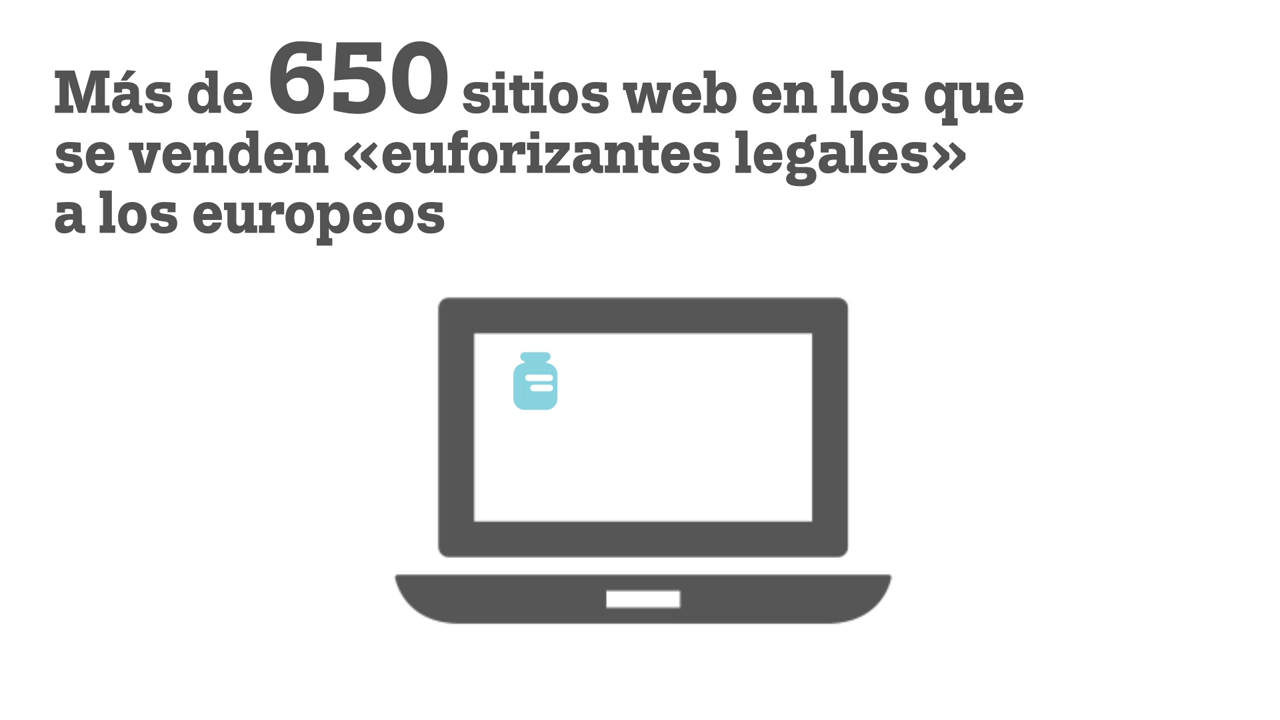 Más de 650 sitios web en los que
se venden «euforizantes legales»
a los europeos